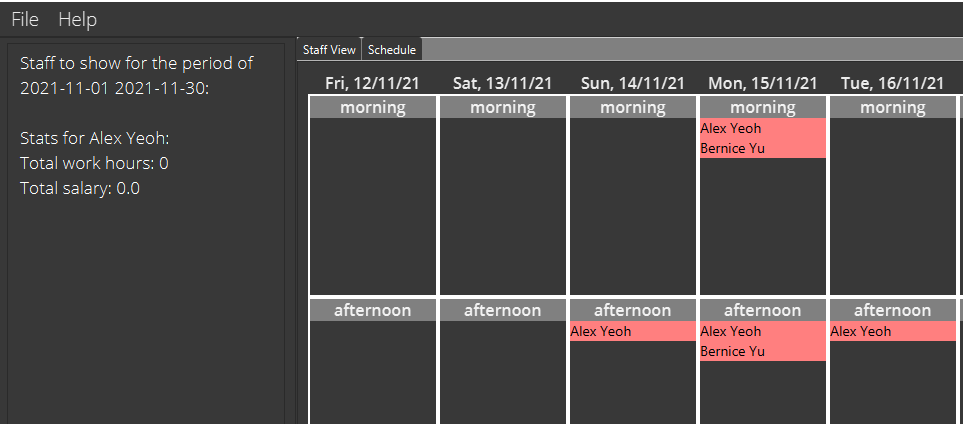 File Help
Staff to show for the period of
2021-11-01 2021-11-30:
Stats for Alex Yeoh:
Total work hours: 0
Total salary: 0.0
Staff View Schedule
Fri, 12/11/21 Sat, 13/11/21 Sun, 14/11/21 Mon, 15/11/21 Tue, 16/11/21
morning morning morning morning morning
Alex Yeoh
Bernice Yu
afternoon afternoon afternoon afternoon afternoon
Alex Yeoh Alex Yeoh Alex Yeoh
Bernice Yu